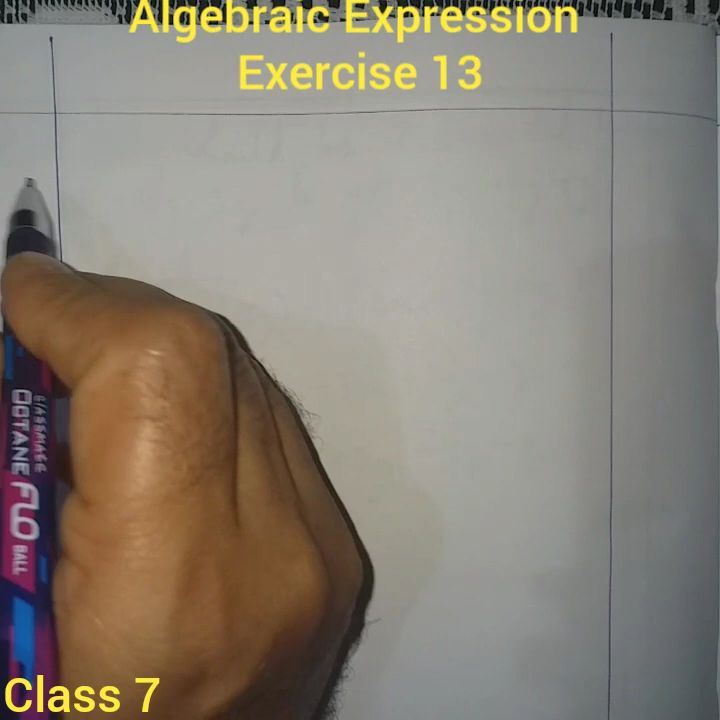 Algebraic Expression
Exercise 13
CLASSMATE
OCTANE FLO BALL
Class 7